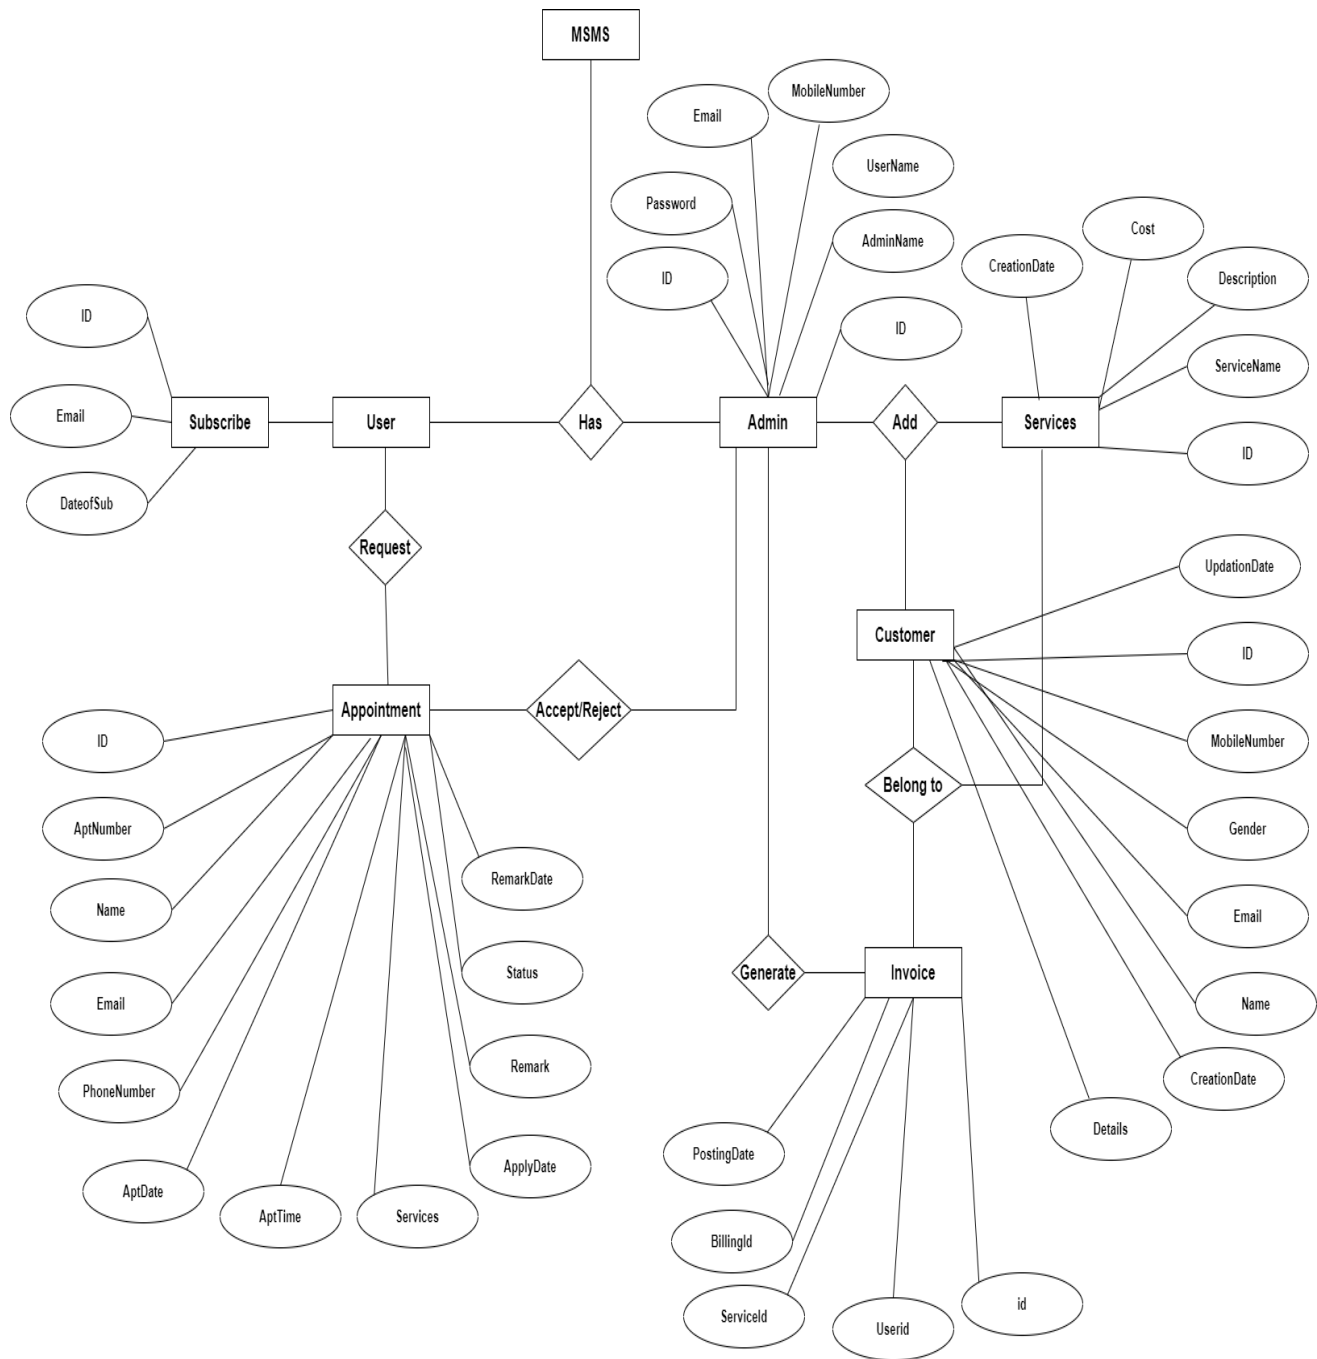 MSMS
MobileNumber
Email
UserName
Password
AdminName
Cost
CreationDate
ID
Description
ID
ID
ServiceName
Email
Subscribe
User
Has
Admin
Add
Services
ID
DateofSub
Request
UpdationDate
Customer
ID
Appointment
Accept/Reject
ID
MobileNumber
Belong to
AptNumber
Gender
RemarkDate
Name
Email
Status
Generate
Invoice
Email
Name
Remark
PhoneNumber
CreationDate
Details
PostingDate
ApplyDate
AptDate
AptTime
Services
BillingId
ServiceId
id
Userid